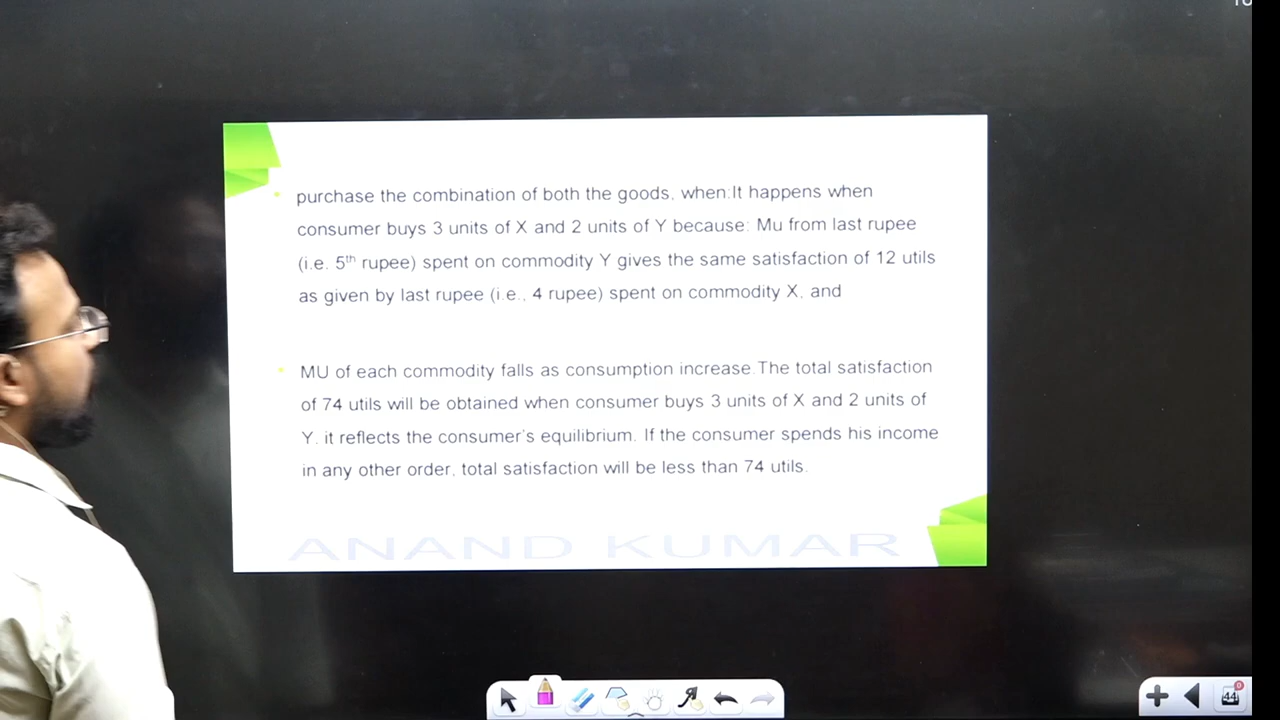 purchase the combination of both the goods, when:It happens when
consumer buys 3 units of X and 2 units of Y because: Mu from last rupee
(i.e. 5th rupee) spent on commodity Y gives the same satisfaction of 12 utils
as given by last rupee (i.e., 4 rupee) spent on commodity X, and
MU of each commodity falls as consumption increase.The total satisfaction
of 74 utils will be obtained when consumer buys 3 units of X and 2 units of
Y. it reflects the consumer's equilibrium. If the consumer spends his income
in any other order, total satisfaction will be less than 74 utils.
ANAND KUMAR
44